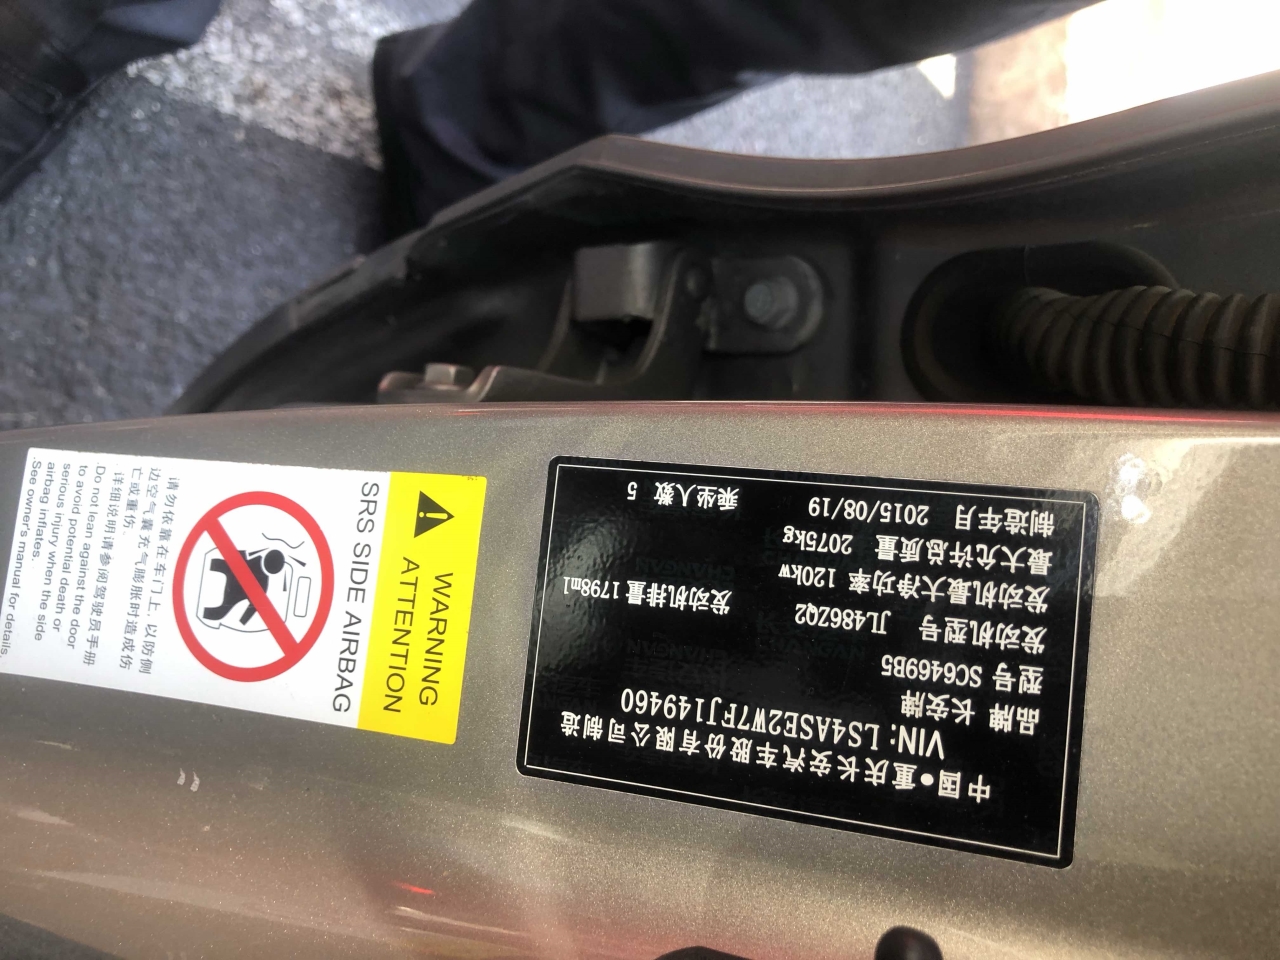 中国●重庆长安汽车股份有限公司制造
VIN: LS4ASE2W7FJ149460
品牌 长安牌
型号 SC6469B5
发动机型号 JL486ZQ2 发动机排量 1798ml
发动机最大净功率 120kw
最大允许总质量 2075kg
制造年月 2015/08/19 乘坐人数 5
WARNING
ATTENTION
SRS SIDE AIRBAG
请勿依靠在车门上,以防侧
边空气囊充气膨胀时造成伤
亡或重伤.
.详细说明请参阅驾驶员手册
.Do not lean against the door
to avoid potential death or
serious injury when the side
airbag inflates.
.See owner's manual for details.